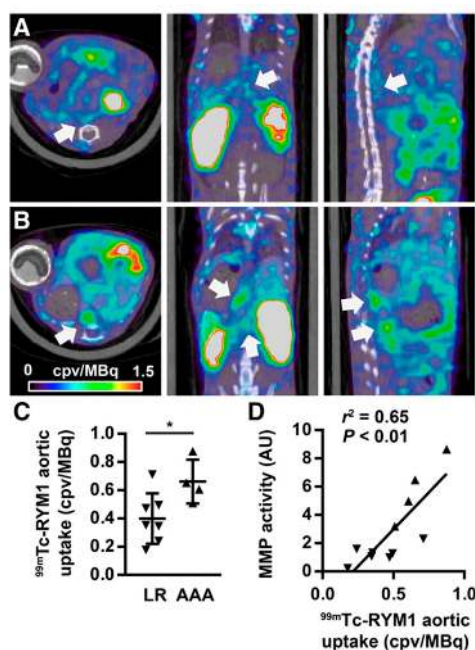 A
B
0 cpv/MBq 1.5
C
*
⁹⁹ᵐTc-RYM1 aortic
uptake (cpv/MBq)
1.0
0.8
0.6
0.4
0.2
0.0
LR AAA
D
r² = 0.65
P < 0.01
MMP activity (AU)
10
8
6
4
2
0
0.0 0.5 1.0
⁹⁹ᵐTc-RYM1 aortic
uptake (cpv/MBq)